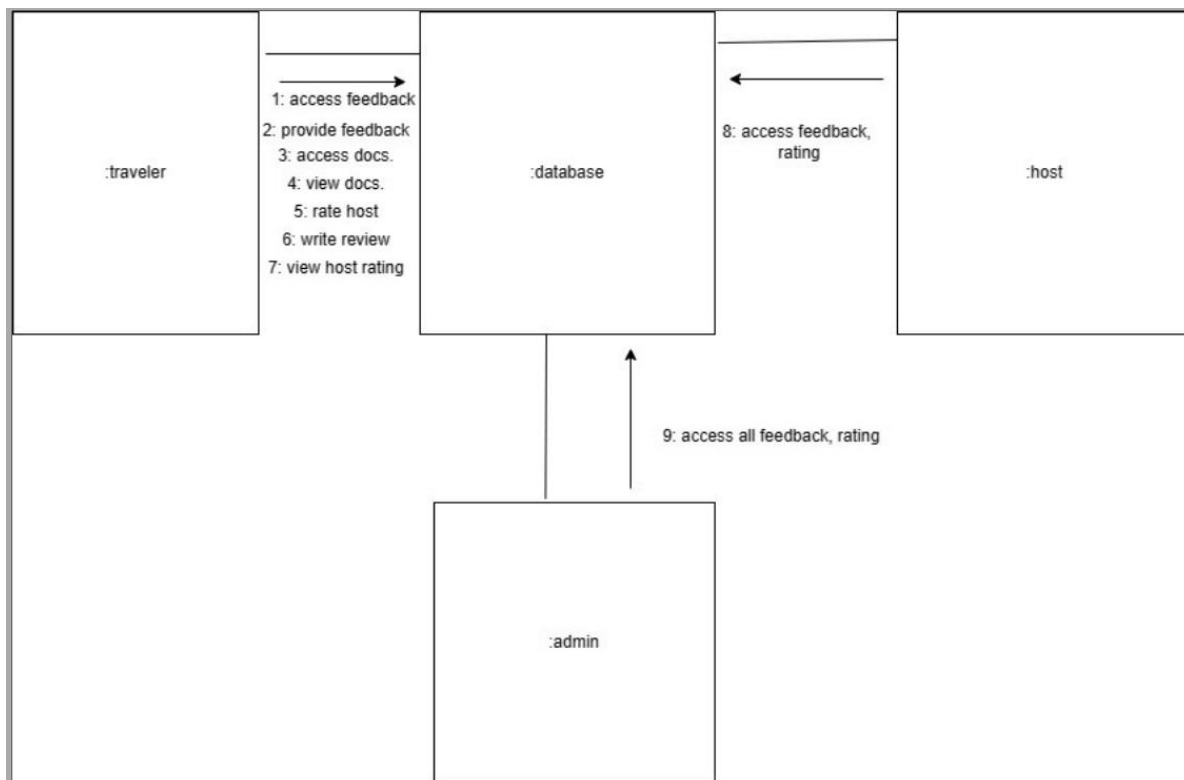 1: access feedback
2: provide feedback
3: access docs.
4: view docs.
5: rate host
6: write review
7: view host rating
:traveler
:database
8: access feedback,
rating
:host
9: access all feedback, rating
:admin